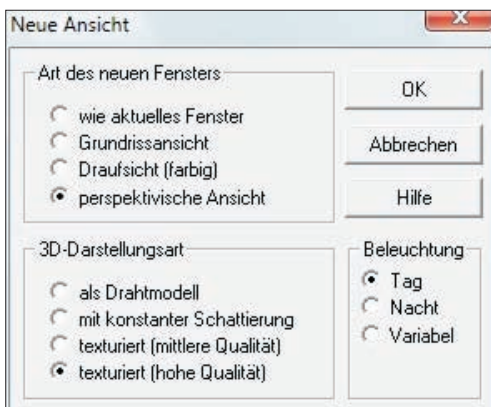 Neue Ansicht
Art des neuen Fensters
wie aktuelles Fenster
Grundrissansicht
Draufsicht (farbig)
perspektivische Ansicht
OK
Abbrechen
Hilfe
3D-Darstellungsart
als Drahtmodell
mit konstanter Schattierung
texturiert (mittlere Qualität)
texturiert (hohe Qualität)
Beleuchtung
Tag
Nacht
Variabel